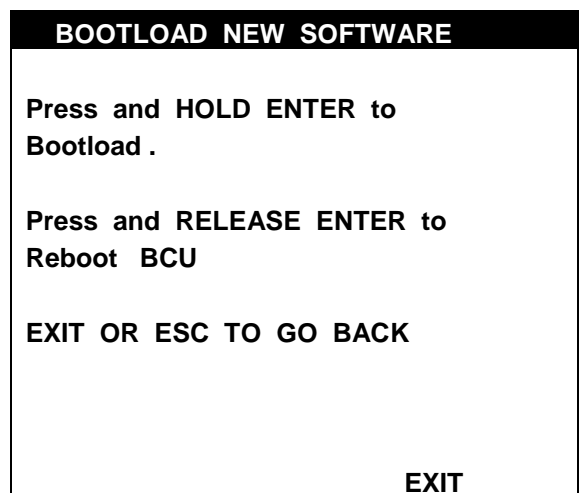 BOOTLOAD NEW SOFTWARE
Press and HOLD ENTER to
Bootload .
Press and RELEASE ENTER to
Reboot BCU
EXIT OR ESC TO GO BACK
EXIT